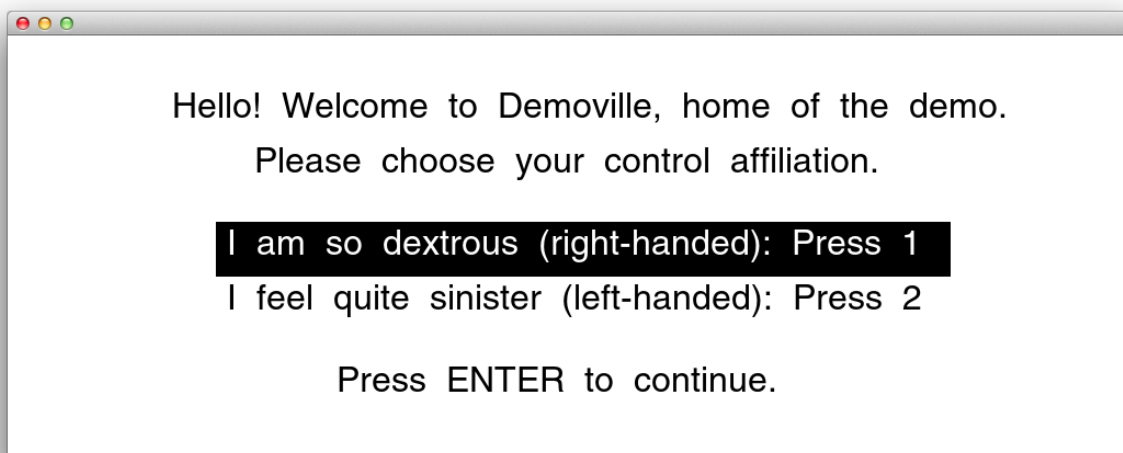 Hello! Welcome to Demoville, home of the demo.
Please choose your control affiliation.
I am so dextrous (right-handed): Press 1
I feel quite sinister (left-handed): Press 2
Press ENTER to continue.